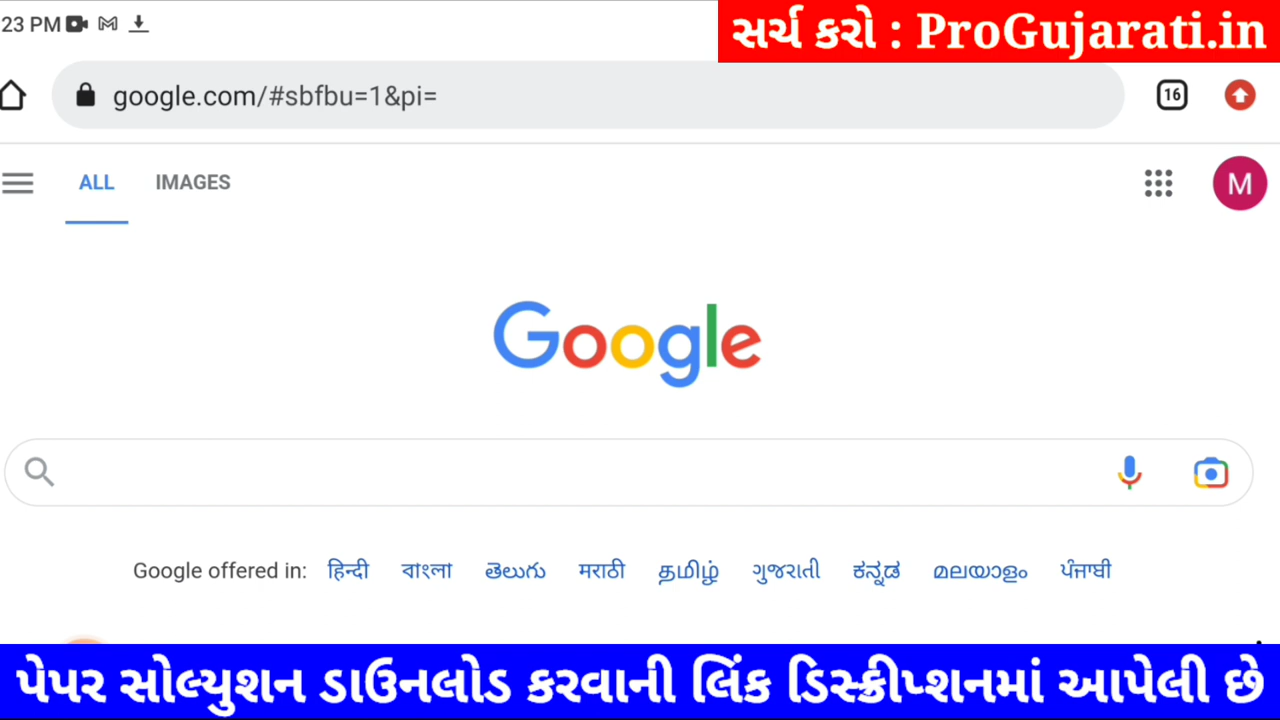 23 PM
સર્ચ કરો : ProGujarati.in
google.com/#sbfbu=1&pi=
16
ALL IMAGES
M
Google
Google offered in: हिन्दी বাংলা తెలుగు मराठी தமிழ் ગુજરાતી ಕನ್ನಡ മലയാളം ਪੰਜਾਬੀ
પેપર સોલ્યુશન ડાઉનલોડ કરવાની લિંક ડિસ્ક્રીપ્શનમાં આપેલી છે